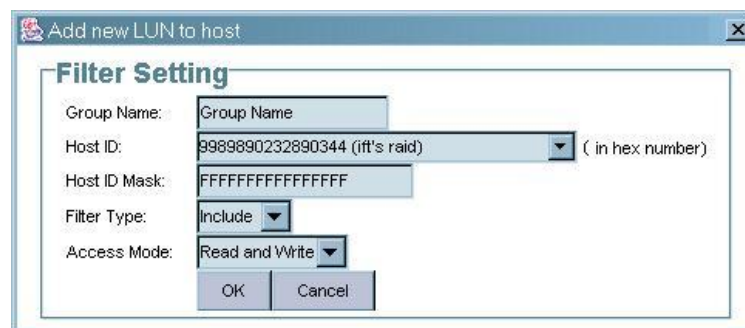 Add new LUN to host
Filter Setting
Group Name: Group Name
Host ID: 9989890232890344 (ift's raid) ( in hex number)
Host ID Mask: FFFFFFFFFFFFFFFF
Filter Type: Include
Access Mode: Read and Write
OK Cancel